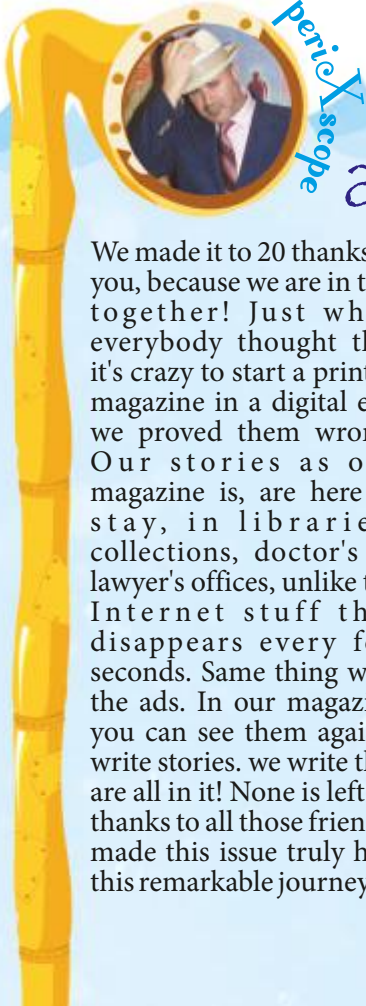 periXscope
We made it to 20 thanks
you, because we are in t
together! Just wh
everybody thought th
it's crazy to start a print
magazine in a digital e
we proved them wron
Our stories as o
magazine is, are here
stay, in librarie
collections, doctor's
lawyer's offices, unlike t
Internet stuff th
disappears every fe
seconds. Same thing w
the ads. In our magazi
you can see them agai
write stories. we write th
are all in it! None is left
thanks to all those frien
made this issue truly h
this remarkable journey